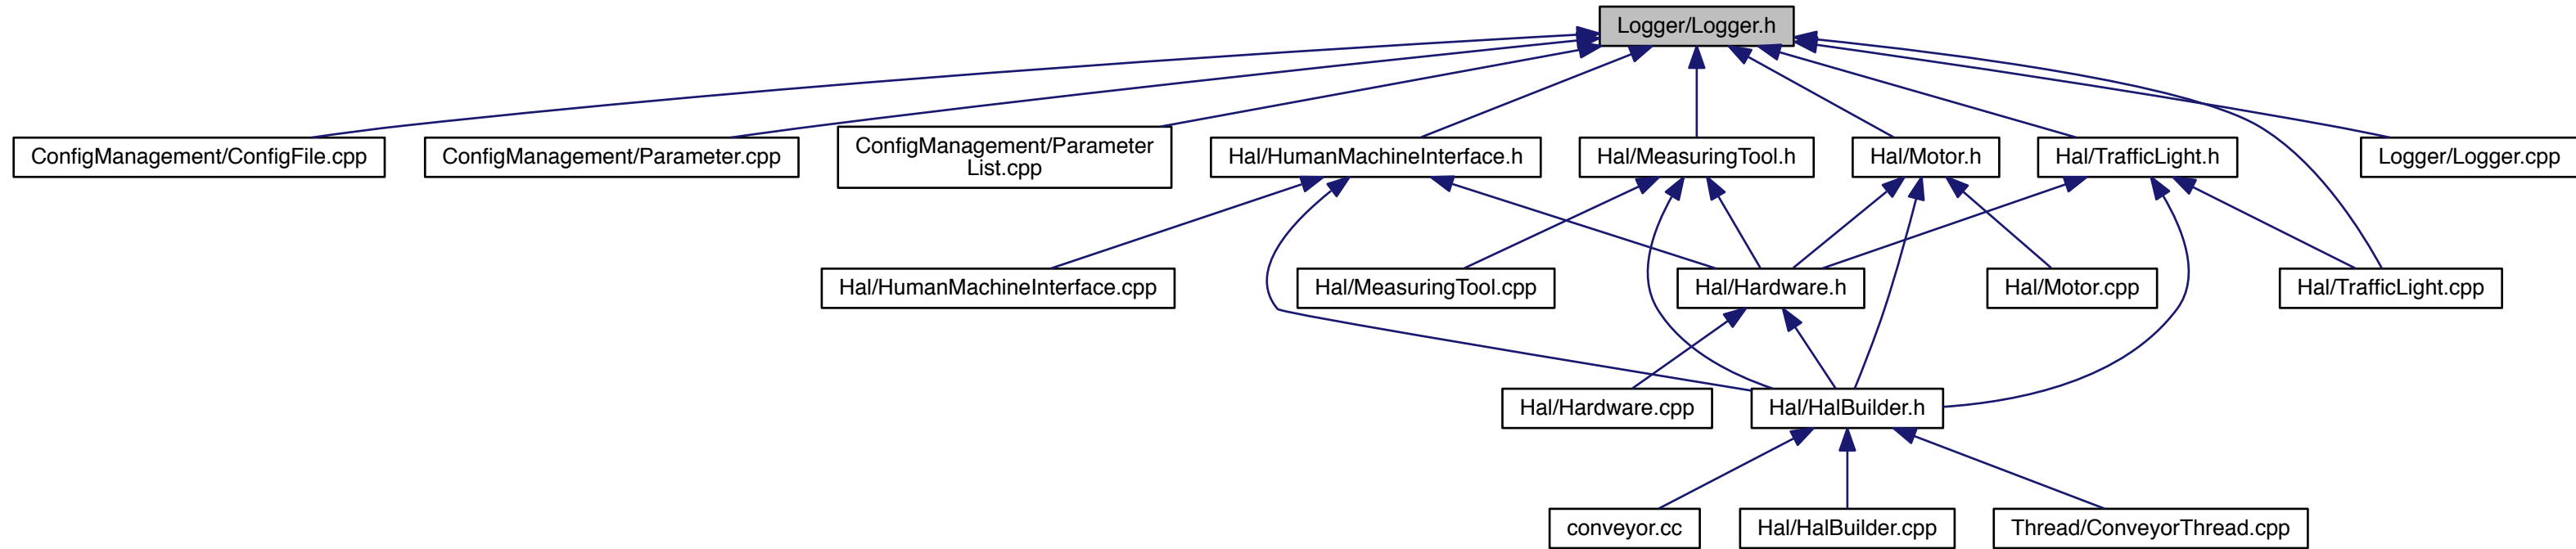 Logger/Logger.h
ConfigManagement/ConfigFile.cpp
ConfigManagement/Parameter.cpp
ConfigManagement/Parameter
List.cpp
Hal/HumanMachineInterface.h
Hal/MeasuringTool.h
Hal/Motor.h
Hal/TrafficLight.h
Logger/Logger.cpp
Hal/HumanMachineInterface.cpp
Hal/MeasuringTool.cpp
Hal/Hardware.h
Hal/Motor.cpp
Hal/TrafficLight.cpp
Hal/Hardware.cpp
Hal/HalBuilder.h
conveyor.cc
Hal/HalBuilder.cpp
Thread/ConveyorThread.cpp